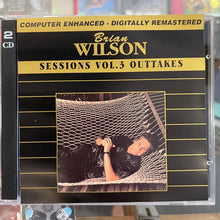 COMPUTER ENHANCED - DIGITALLY REMASTERED
Brian
WILSON
SESSIONS VOL.3 OUTTAKES
2
CD